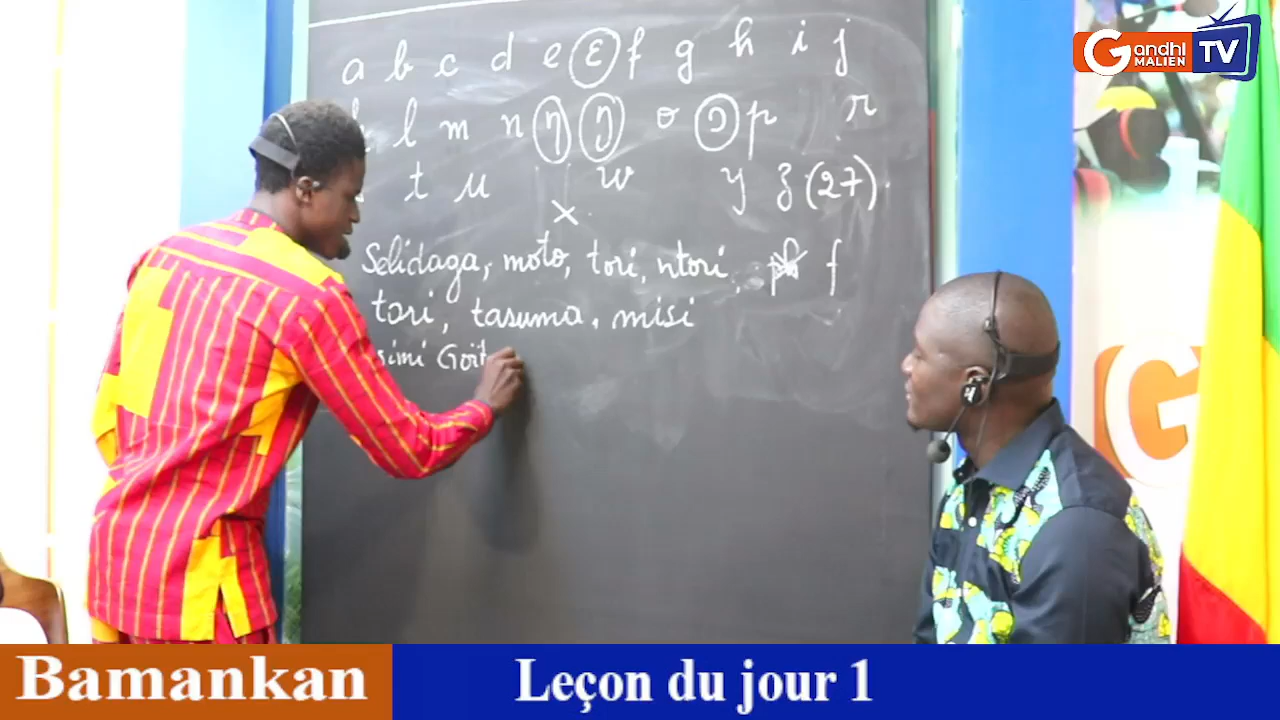 a b c d e ɛ f g h i j
l m n ɲ ŋ o ɔ p r
t u w y z (27)
×
Selidaga, moto, tori, ntori, f
tori, tasuma, misi
Gandhi
MALIEN
TV
G
Bamankan
Leçon du jour 1